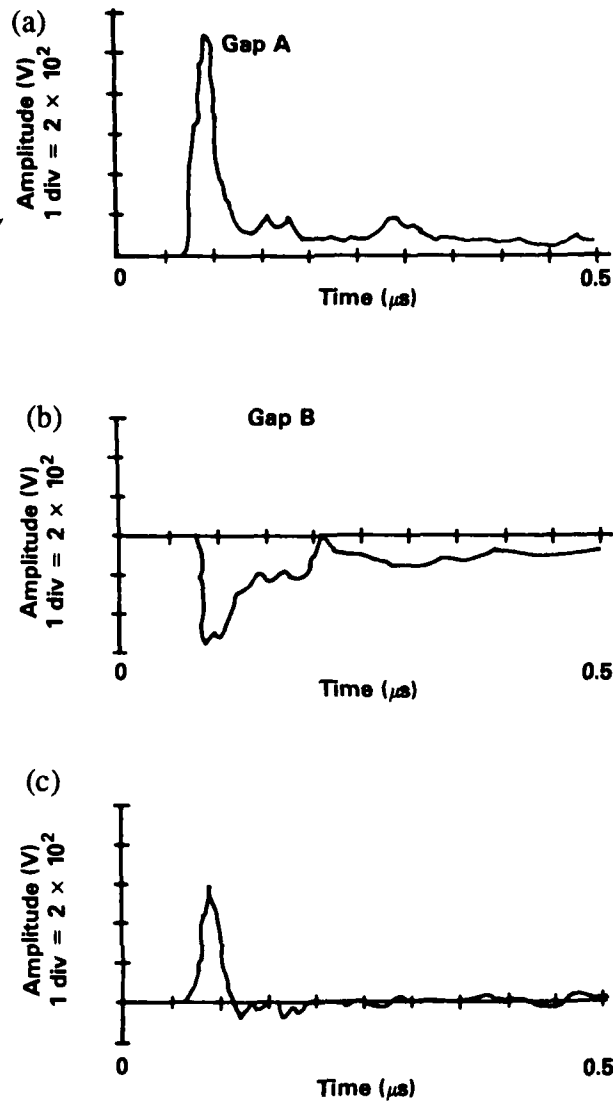 (a)
Gap A
Amplitude (V)
1 div = 2 × 10²
0
0.5
Time (μs)
(b)
Gap B
Amplitude (V)
1 div = 2 × 10²
0
0.5
Time (μs)
(c)
Amplitude (V)
1 div = 2 × 10²
0
0.5
Time (μs)